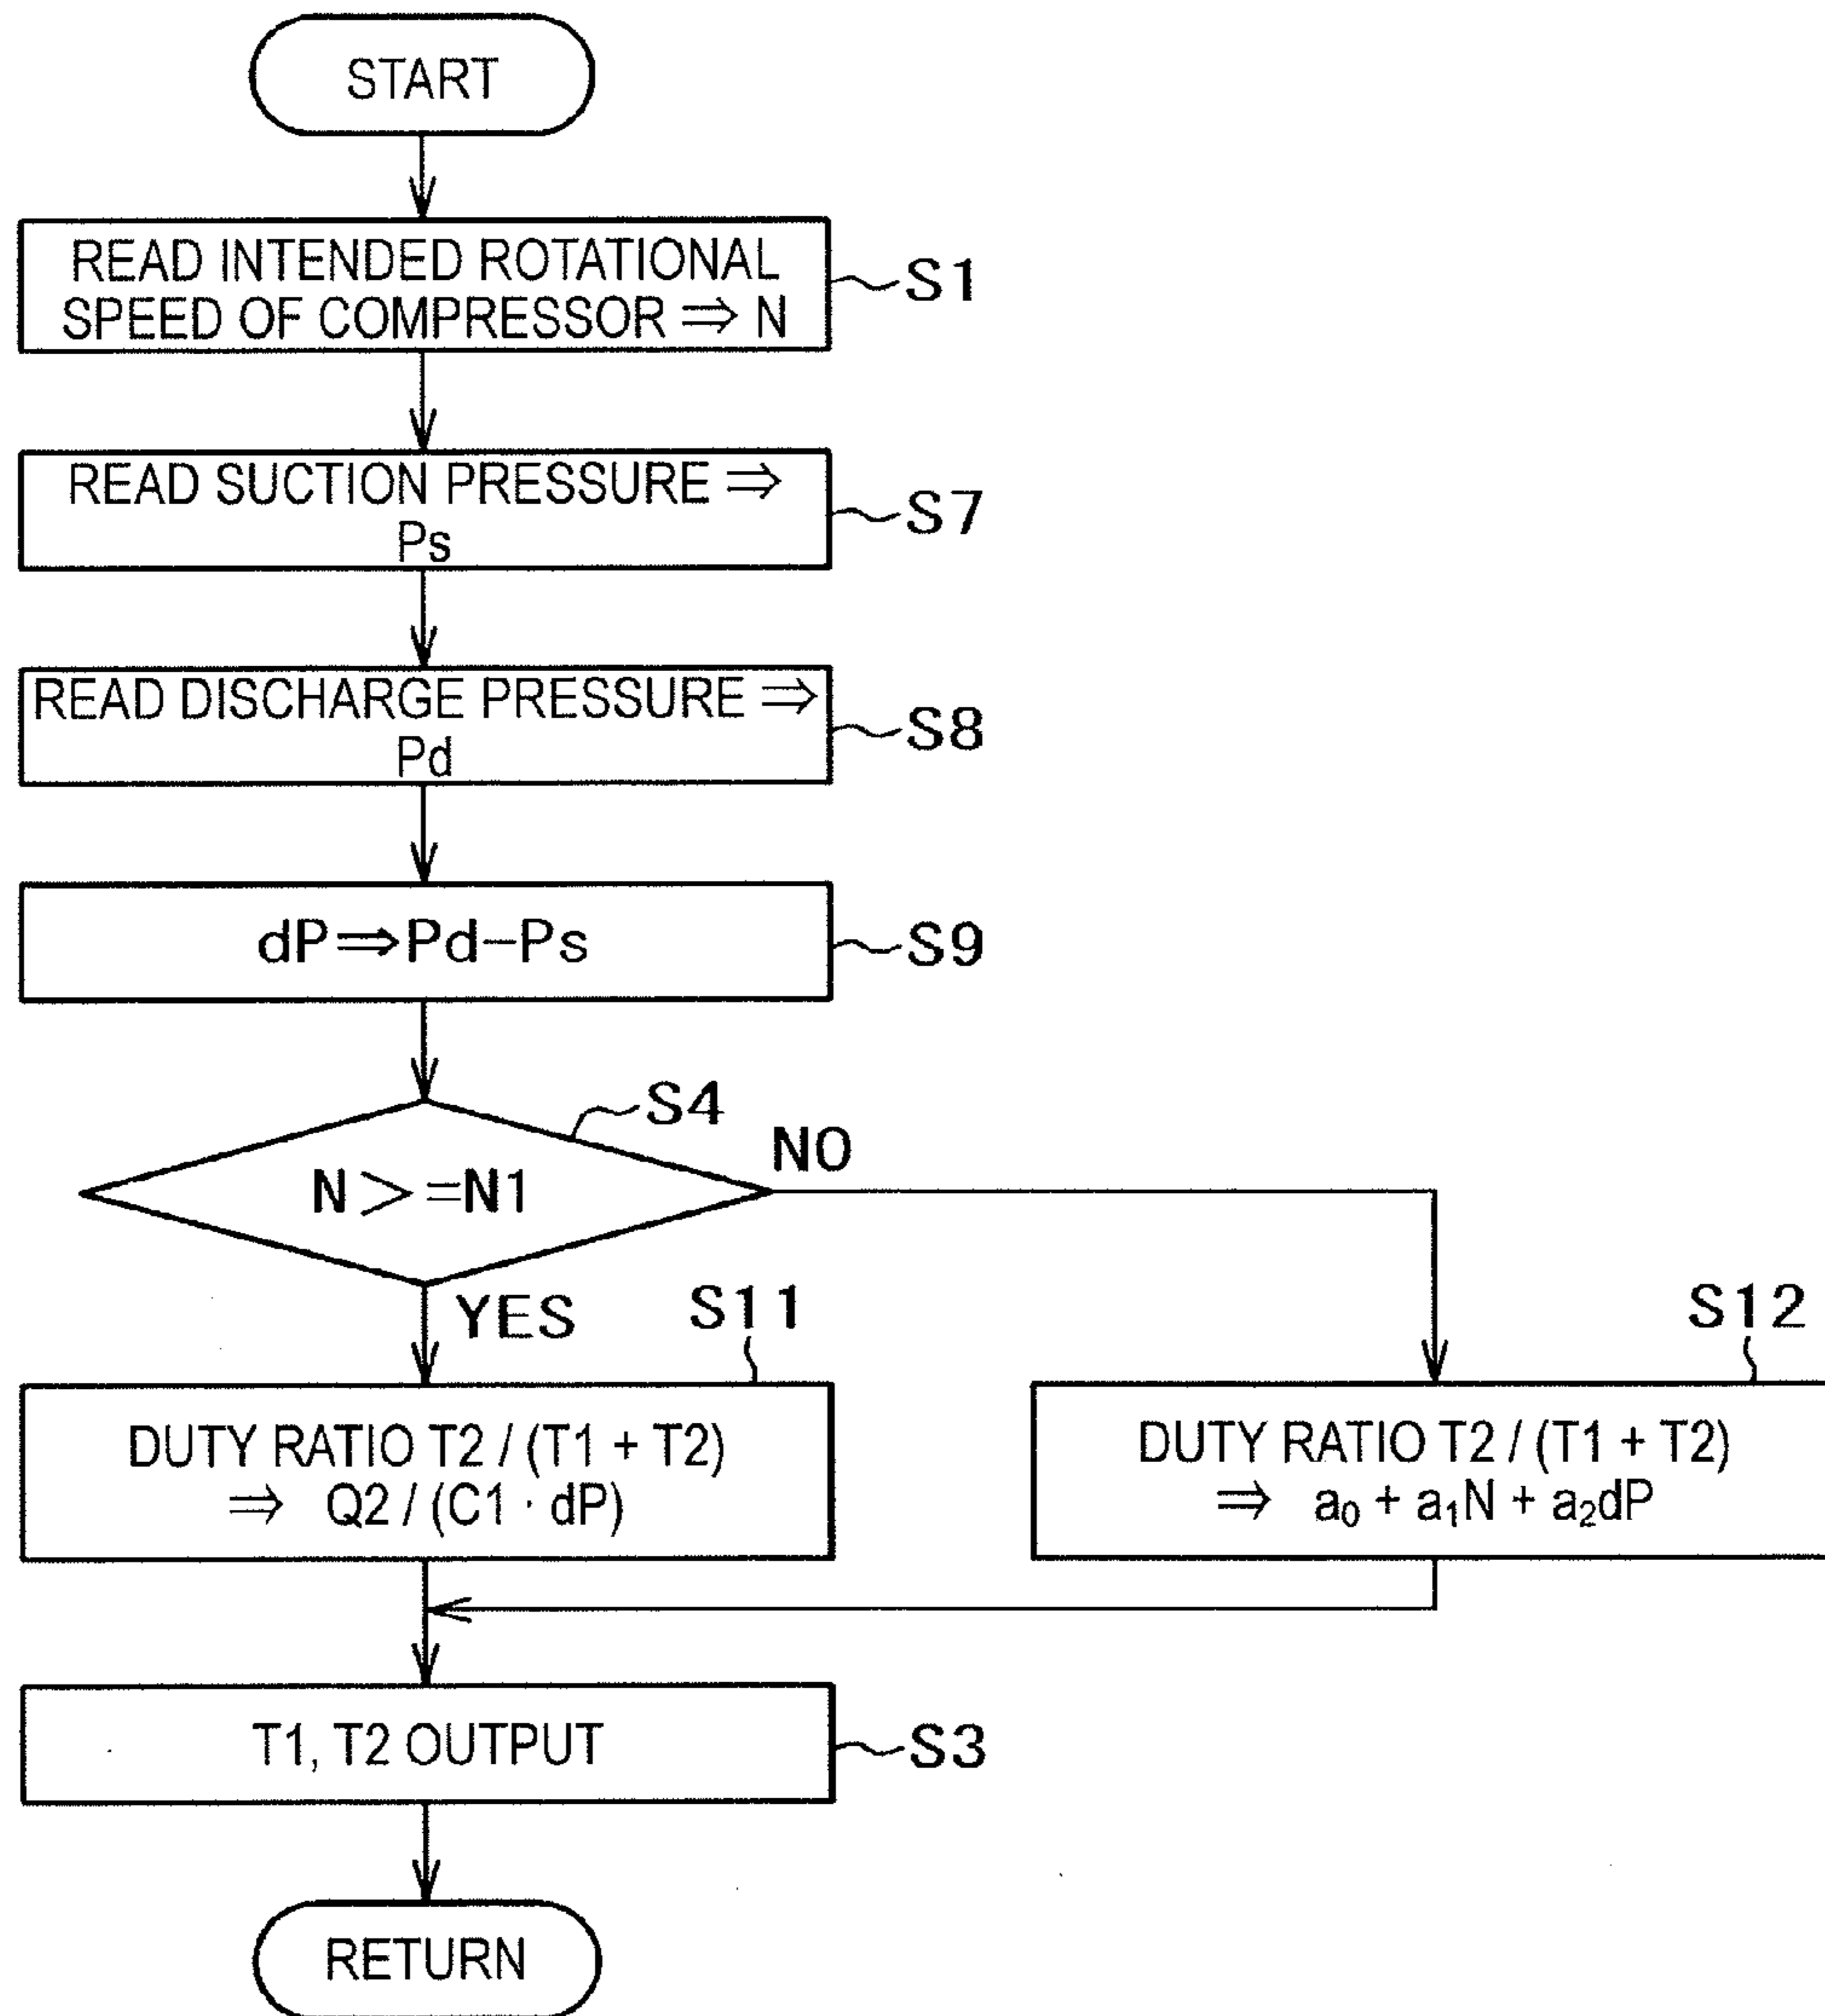 START
READ INTENDED ROTATIONAL
SPEED OF COMPRESSOR ⇒ N
S1
READ SUCTION PRESSURE ⇒
Ps
S7
READ DISCHARGE PRESSURE ⇒
Pd
S8
dP⇒Pd-Ps
S9
S4
N>=N1
NO
YES
S11
DUTY RATIO T2 / (T1 + T2)
⇒ Q2 / (C1 · dP)
S12
DUTY RATIO T2 / (T1 + T2)
⇒ a₀ + a₁N + a₂dP
T1, T2 OUTPUT
S3
RETURN